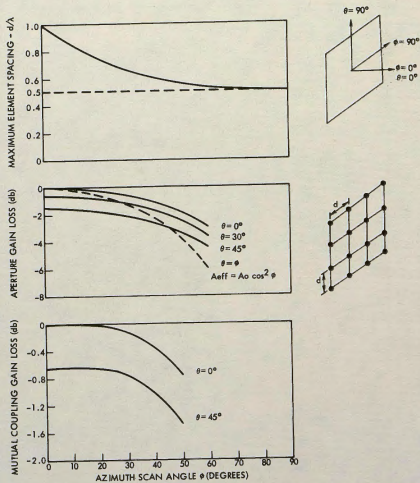 MAXIMUM ELEMENT SPACING - d/λ
1.0
0.8
0.6
0.5
0.4
0.2
0
θ = 90°
ϕ = 90°
ϕ = 0°
θ = 0°
APERTURE GAIN LOSS (db)
0
-2
-4
-6
-8
θ = 0°
θ = 30°
θ = 45°
θ = ϕ
Aeff = Ao cos² ϕ
d
d
MUTUAL COUPLING GAIN LOSS (db)
0
-0.4
-0.8
-1.2
-1.6
-2.0
θ = 0°
θ = 45°
0 10 20 30 40 50 60 70 80 90
AZIMUTH SCAN ANGLE ϕ (DEGREES)